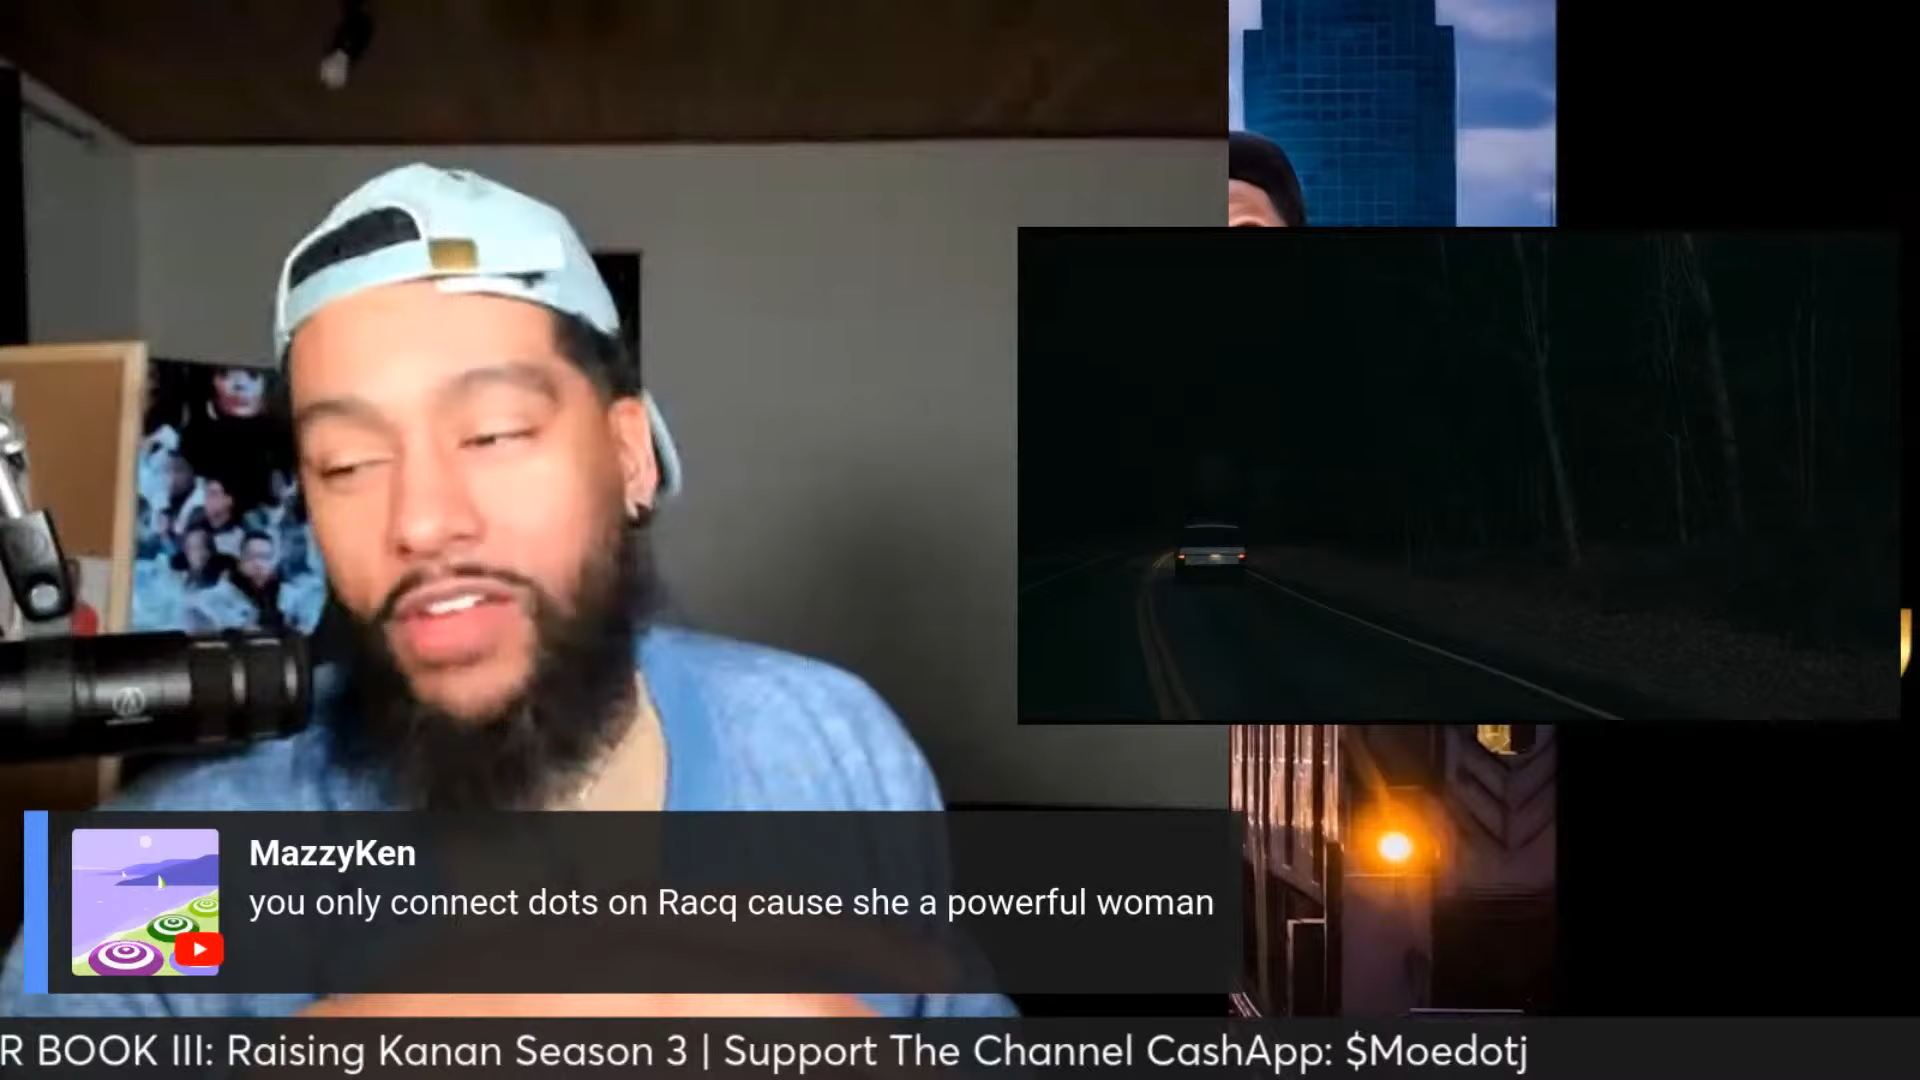 MazzyKen
you only connect dots on Racq cause she a powerful woman
R BOOK III: Raising Kanan Season 3 | Support The Channel CashApp: $Moedotj